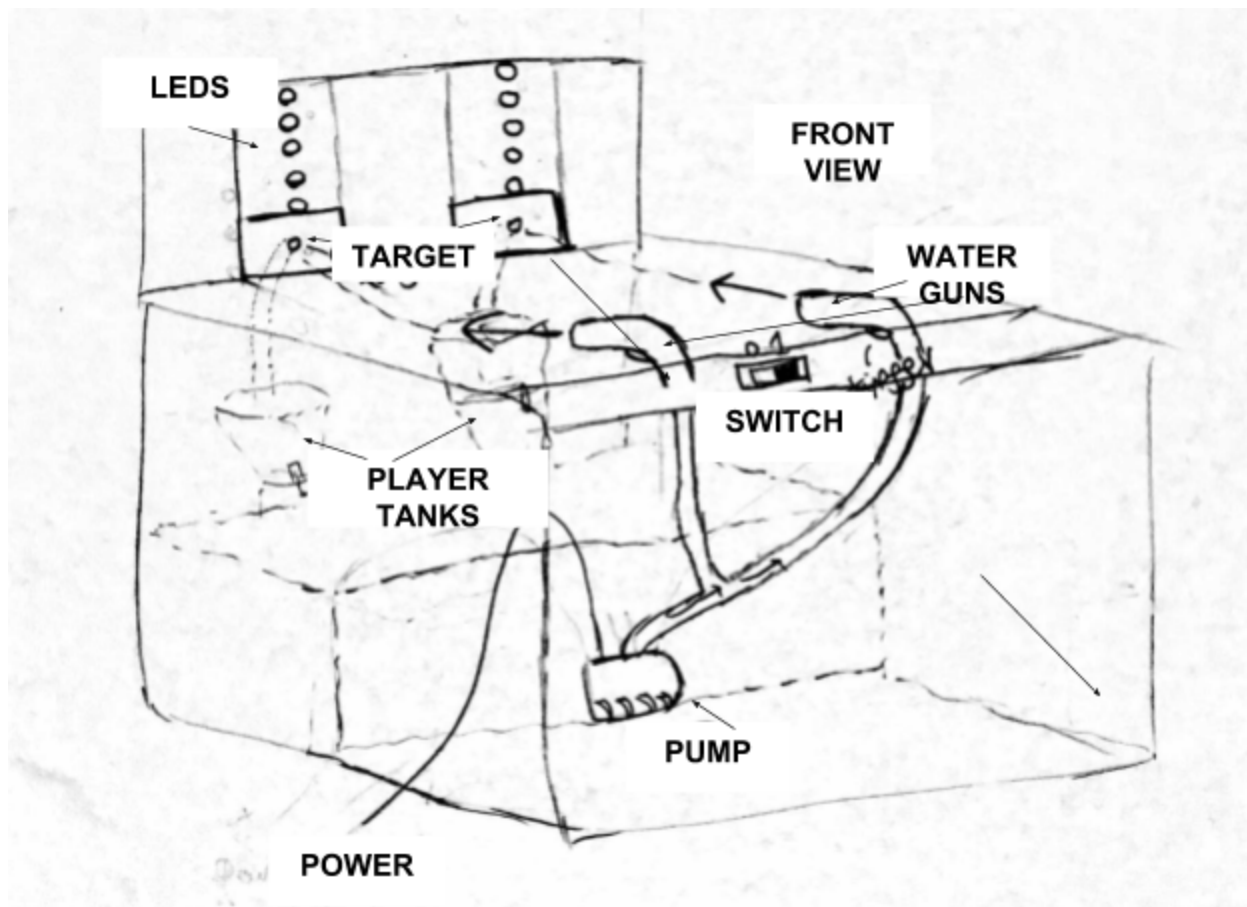 LEDS
FRONT
VIEW
TARGET
WATER
GUNS
SWITCH
PLAYER
TANKS
PUMP
POWER